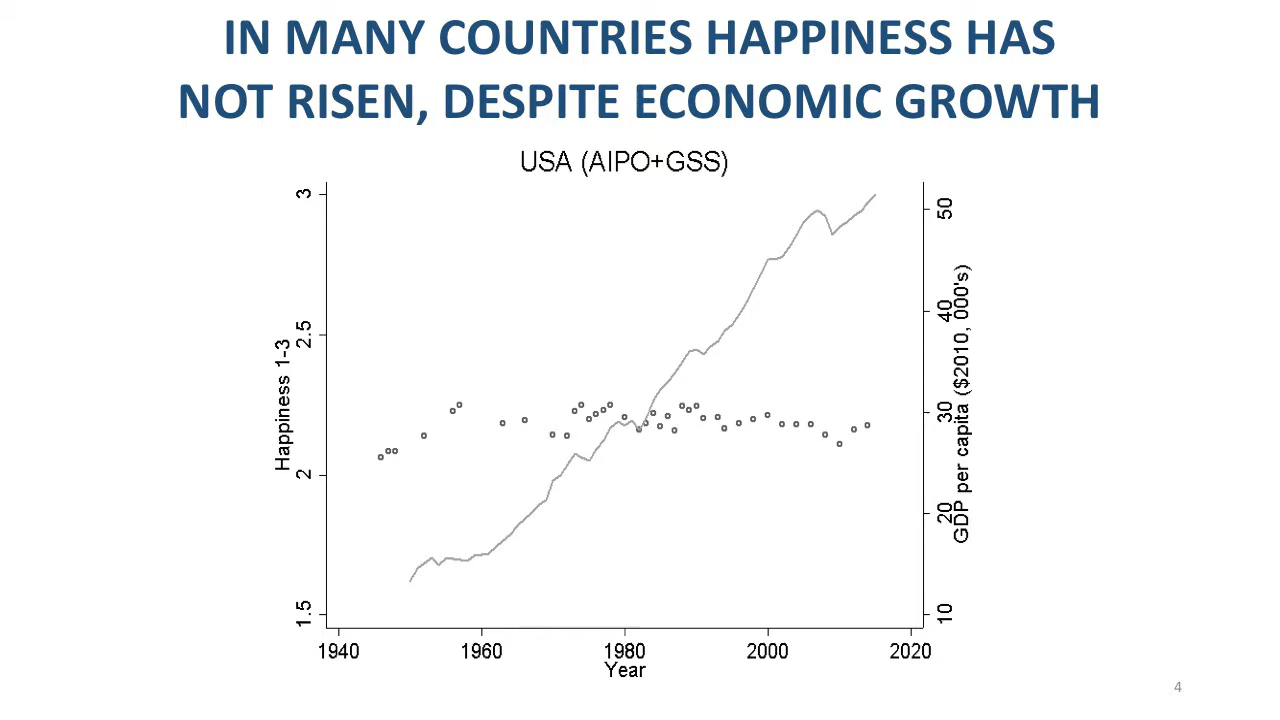 IN MANY COUNTRIES HAPPINESS HAS
NOT RISEN, DESPITE ECONOMIC GROWTH
USA (AIPO+GSS)
3
2.5
2
1.5
Happiness 1-3
50
40
30
20
10
GDP per capita ($2010, 000's)
1940
1960
1980
2000
2020
Year
4